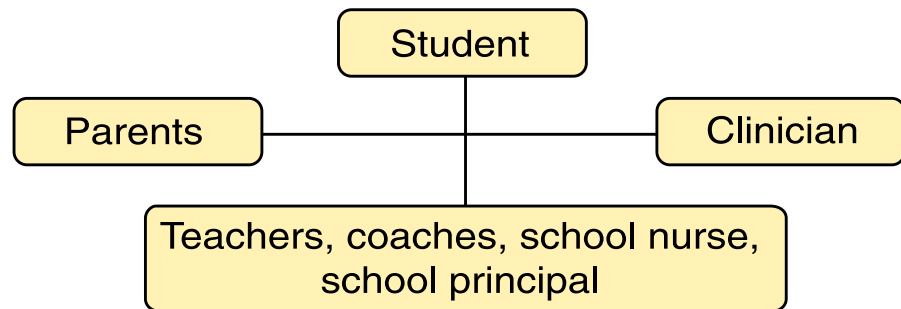 Student
Parents
Clinician
Teachers, coaches, school nurse,
school principal